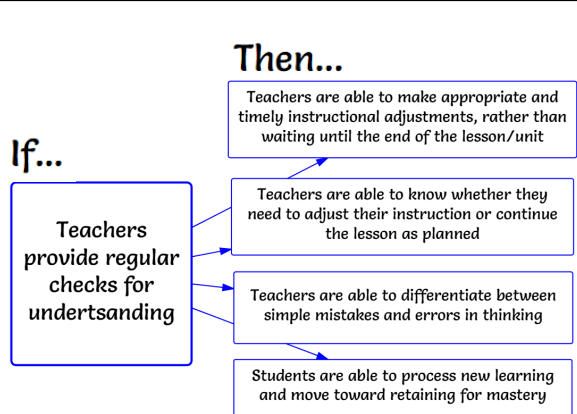 Then...
Teachers are able to make appropriate and
timely instructional adjustments, rather than
waiting until the end of the lesson/unit
If...
Teachers
provide regular
checks for
undertsanding
Teachers are able to know whether they
need to adjust their instruction or continue
the lesson as planned
Teachers are able to differentiate between
simple mistakes and errors in thinking
Students are able to process new learning
and move toward retaining for mastery